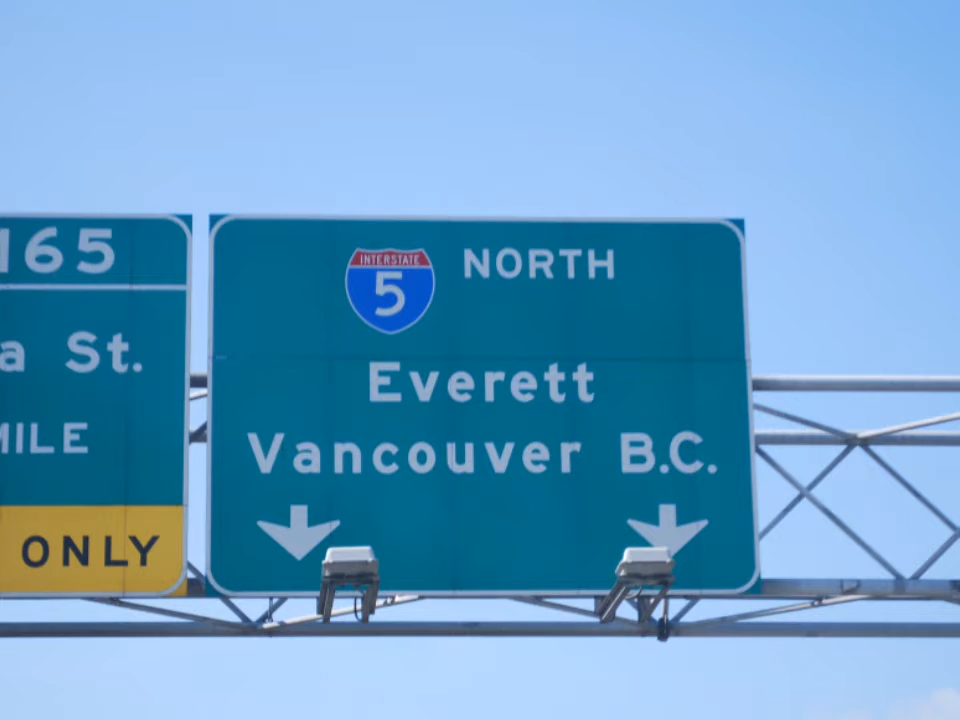 165
St.
MILE
ONLY
INTERSTATE
5 NORTH
Everett
Vancouver B.C.